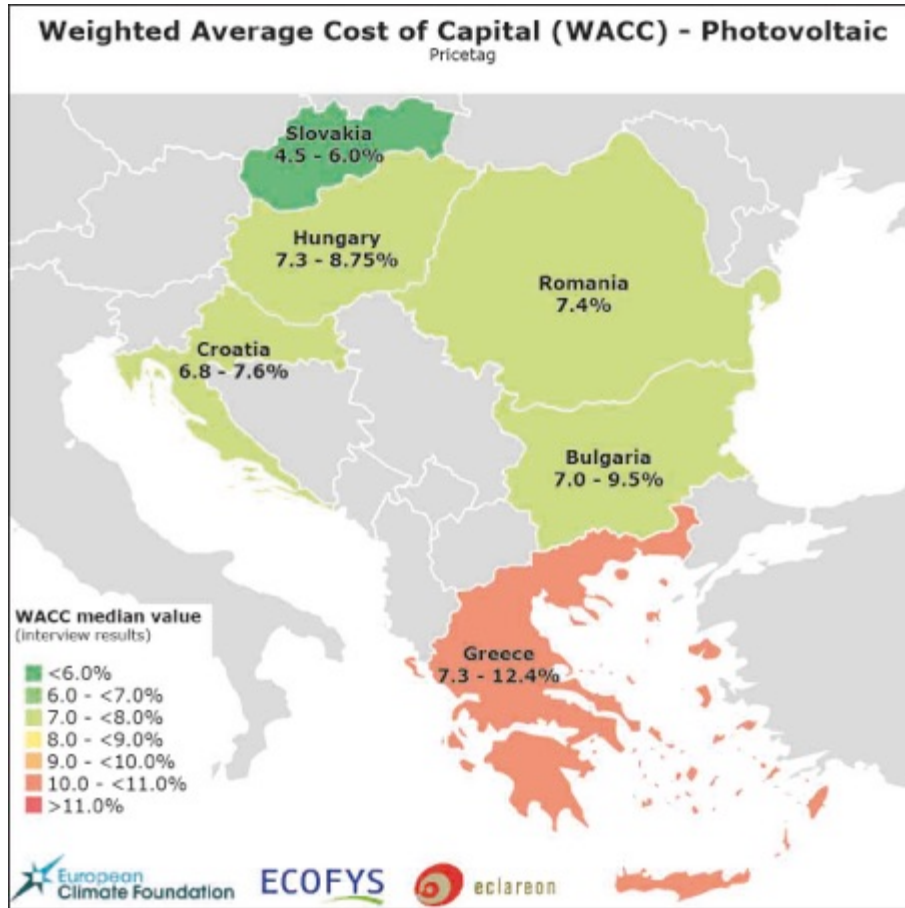 Weighted Average Cost of Capital (WACC) - Photovoltaic
Pricetag
Slovakia
4.5 - 6.0%
Hungary
7.3 - 8.75%
Romania
7.4%
Croatia
6.8 - 7.6%
Bulgaria
7.0 - 9.5%
Greece
7.3 - 12.4%
WACC median value
(interview results)
<6.0%
6.0 - <7.0%
7.0 - <8.0%
8.0 - <9.0%
9.0 - <10.0%
10.0 - <11.0%
>11.0%
European
Climate Foundation
ECOFYS
eclareon